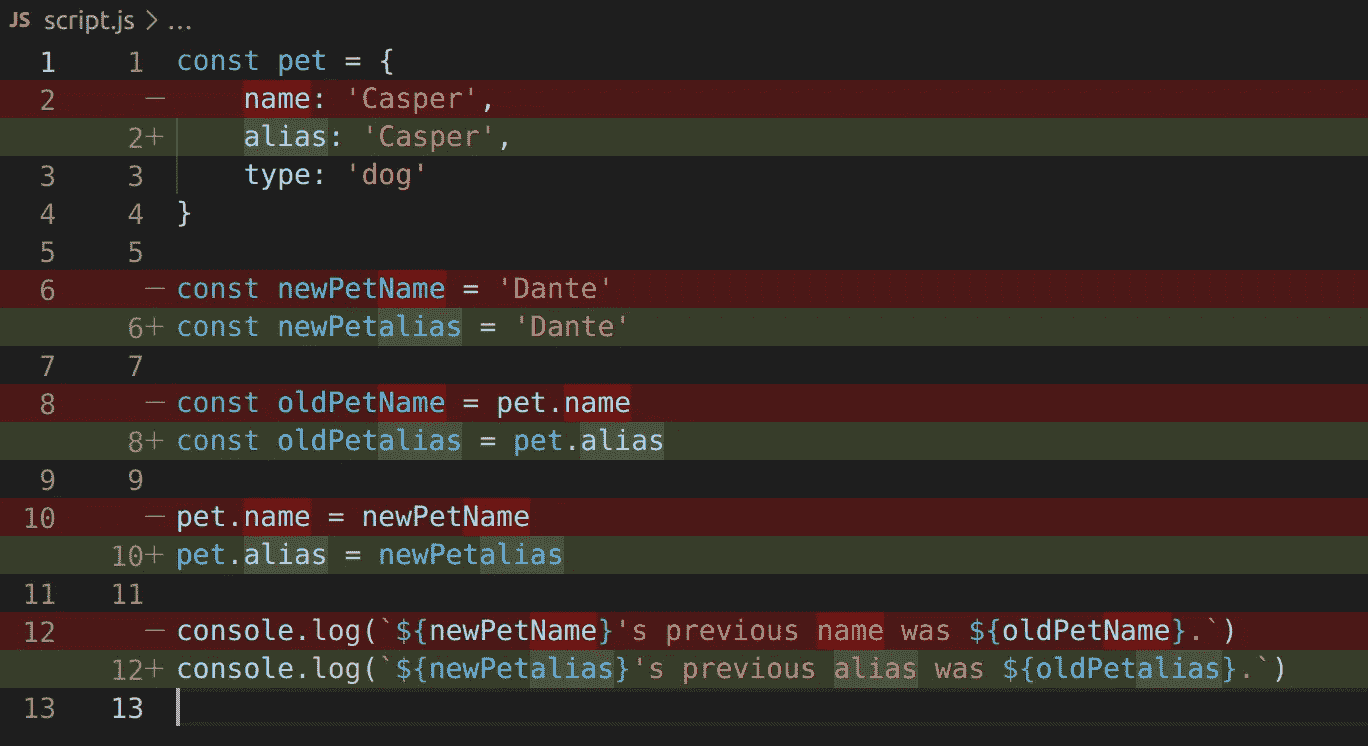 JS script.js > ...
1 1 const pet = {
2 — name: 'Casper',
2+ alias: 'Casper',
3 3 type: 'dog'
4 4 }
5 5
6 — const newPetName = 'Dante'
6+ const newPetalias = 'Dante'
7 7
8 — const oldPetName = pet.name
8+ const oldPetalias = pet.alias
9 9
10 — pet.name = newPetName
10+ pet.alias = newPetalias
11 11
12 — console.log(`${newPetName}'s previous name was ${oldPetName}.`)
12+ console.log(`${newPetalias}'s previous alias was ${oldPetalias}.`)
13 13